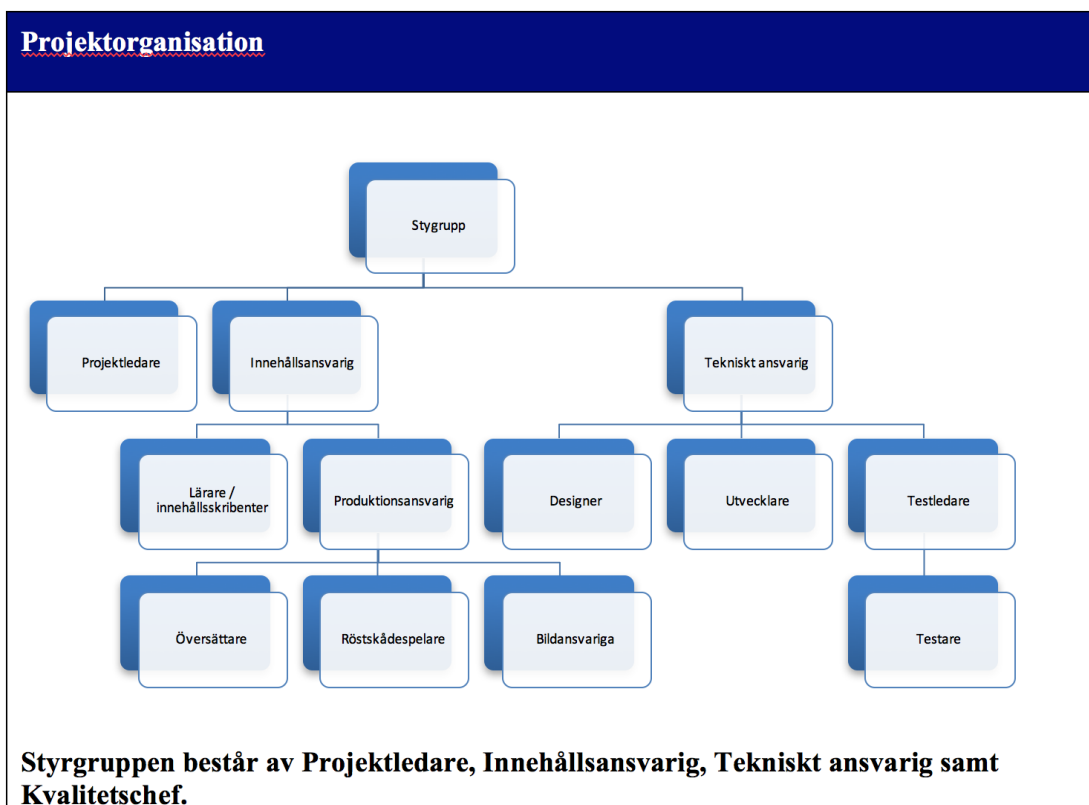 Projektorganisation
Stygrupp
Projektledare
Innehållsansvarig
Tekniskt ansvarig
Lärare /
innehållsskribenter
Produktionsansvarig
Designer
Utvecklare
Testledare
Översättare
Röstskådespelare
Bildansvariga
Testare
Styrgruppen består av Projektledare, Innehållsansvarig, Tekniskt ansvarig samt
Kvalitetschef.